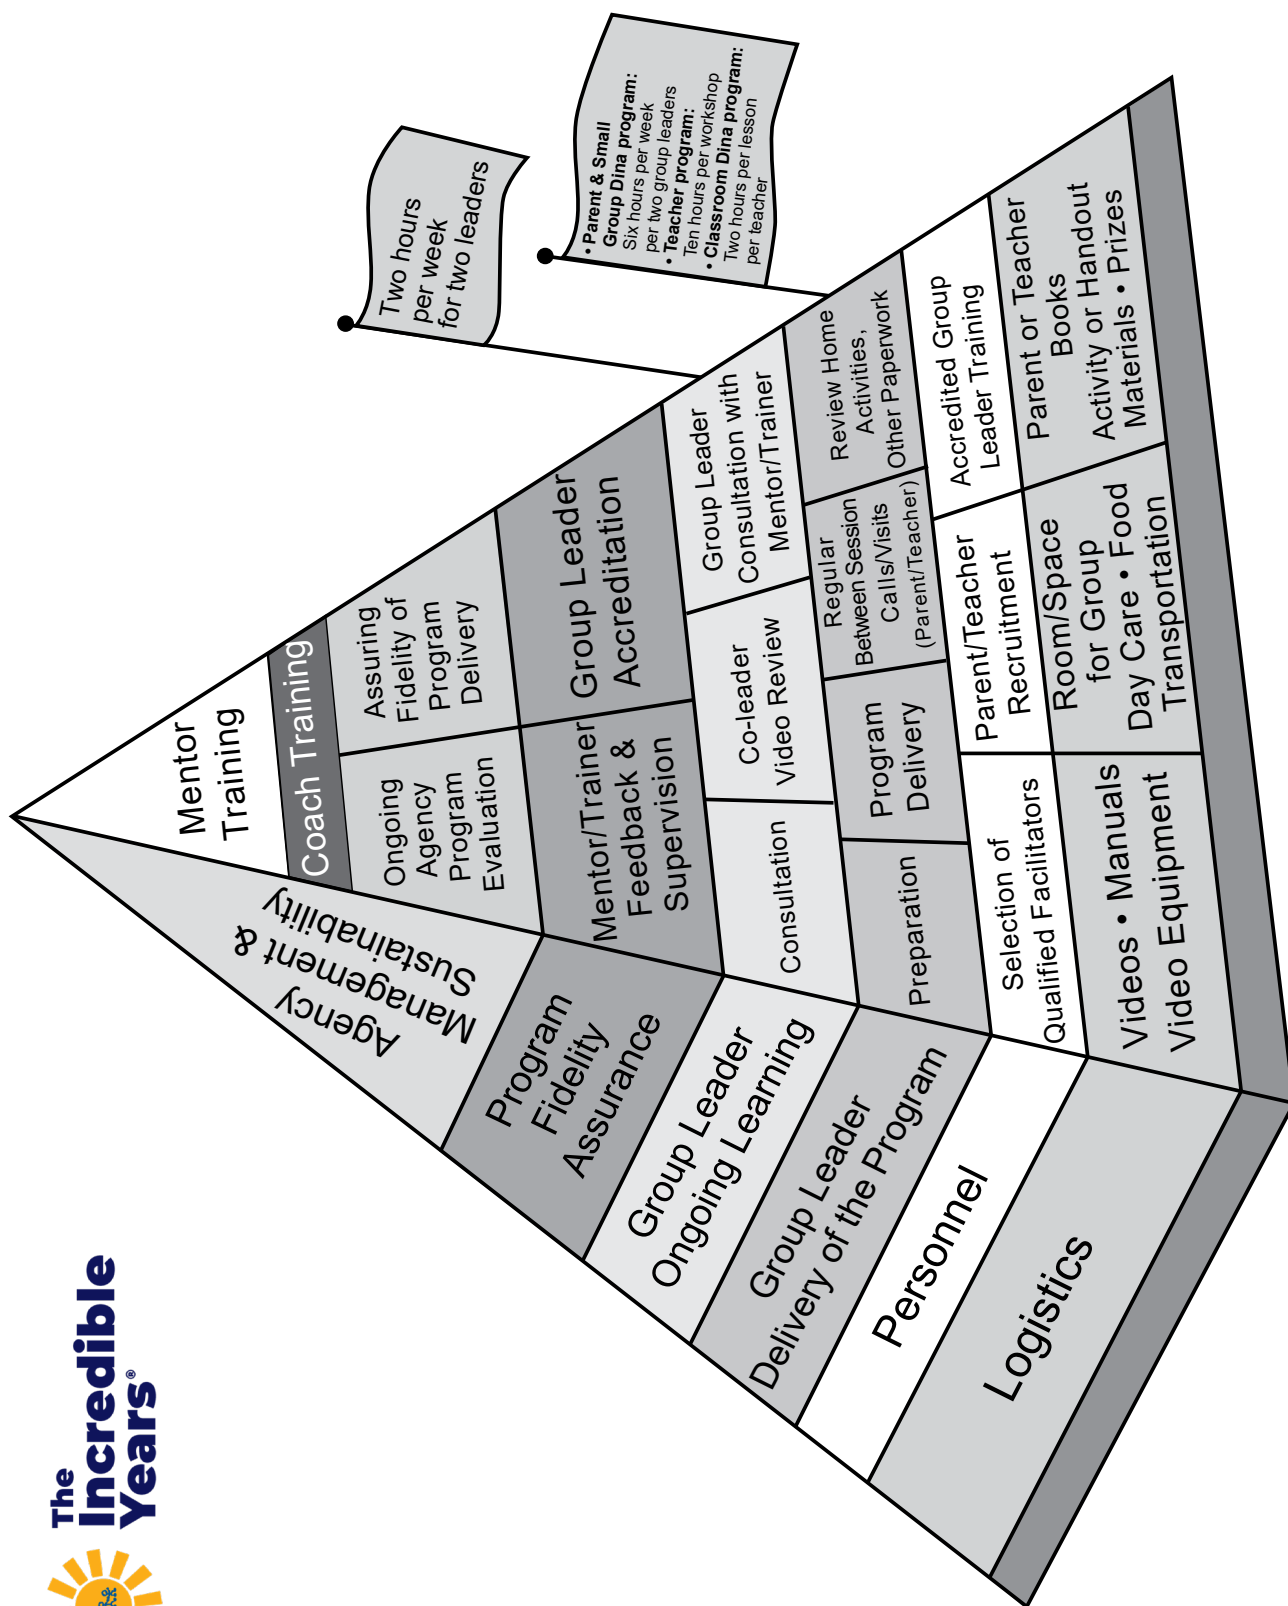 The
Incredible
Years®
Agency
Management &
Sustainability
Program
Fidelity
Assurance
Group Leader
Ongoing Learning
Group Leader
Delivery of the Program
Personnel
Logistics
Mentor
Training
Coach Training
Ongoing
Agency
Program
Evaluation
Assuring
Fidelity of
Program
Delivery
Mentor/Trainer
Feedback &
Supervision
Group Leader
Accreditation
Consultation
Co-leader
Video Review
Group Leader
Consultation with
Mentor/Trainer
Preparation
Program
Delivery
Regular
Between Session
Calls/Visits
(Parent/Teacher)
Review Home
Activities,
Other Paperwork
Selection of
Qualified Facilitators
Parent/Teacher
Recruitment
Accredited Group
Leader Training
Videos • Manuals
Video Equipment
Room/Space
for Group
Day Care • Food
Transportation
Parent or Teacher
Books
Activity or Handout
Materials • Prizes
Two hours
per week
for two leaders
• Parent & Small
Group Dina program:
Six hours per week
per two group leaders
• Teacher program:
Ten hours per workshop
• Classroom Dina program:
Two hours per lesson
per teacher